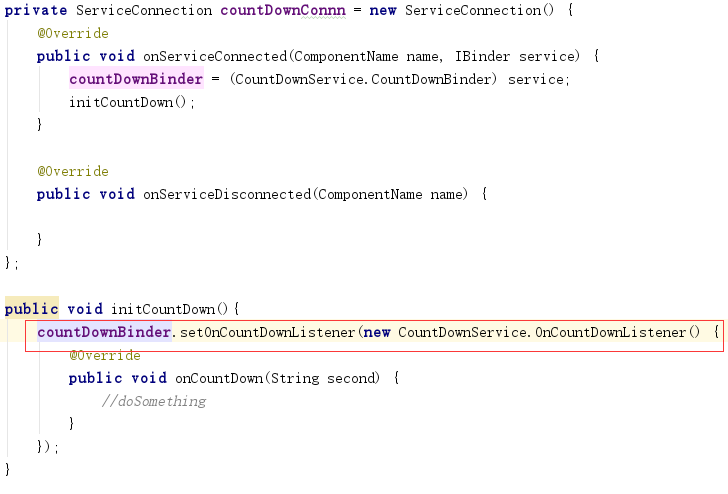 private ServiceConnection countDownConnn = new ServiceConnection() {
    @Override
    public void onServiceConnected(ComponentName name, IBinder service) {
        countDownBinder = (CountDownService.CountDownBinder) service;
        initCountDown();
    }
    @Override
    public void onServiceDisconnected(ComponentName name) {
    }
};
public void initCountDown(){
    countDownBinder.setOnCountDownListener(new CountDownService.OnCountDownListener() {
        @Override
        public void onCountDown(String second) {
            //doSomething
        }
    });
}